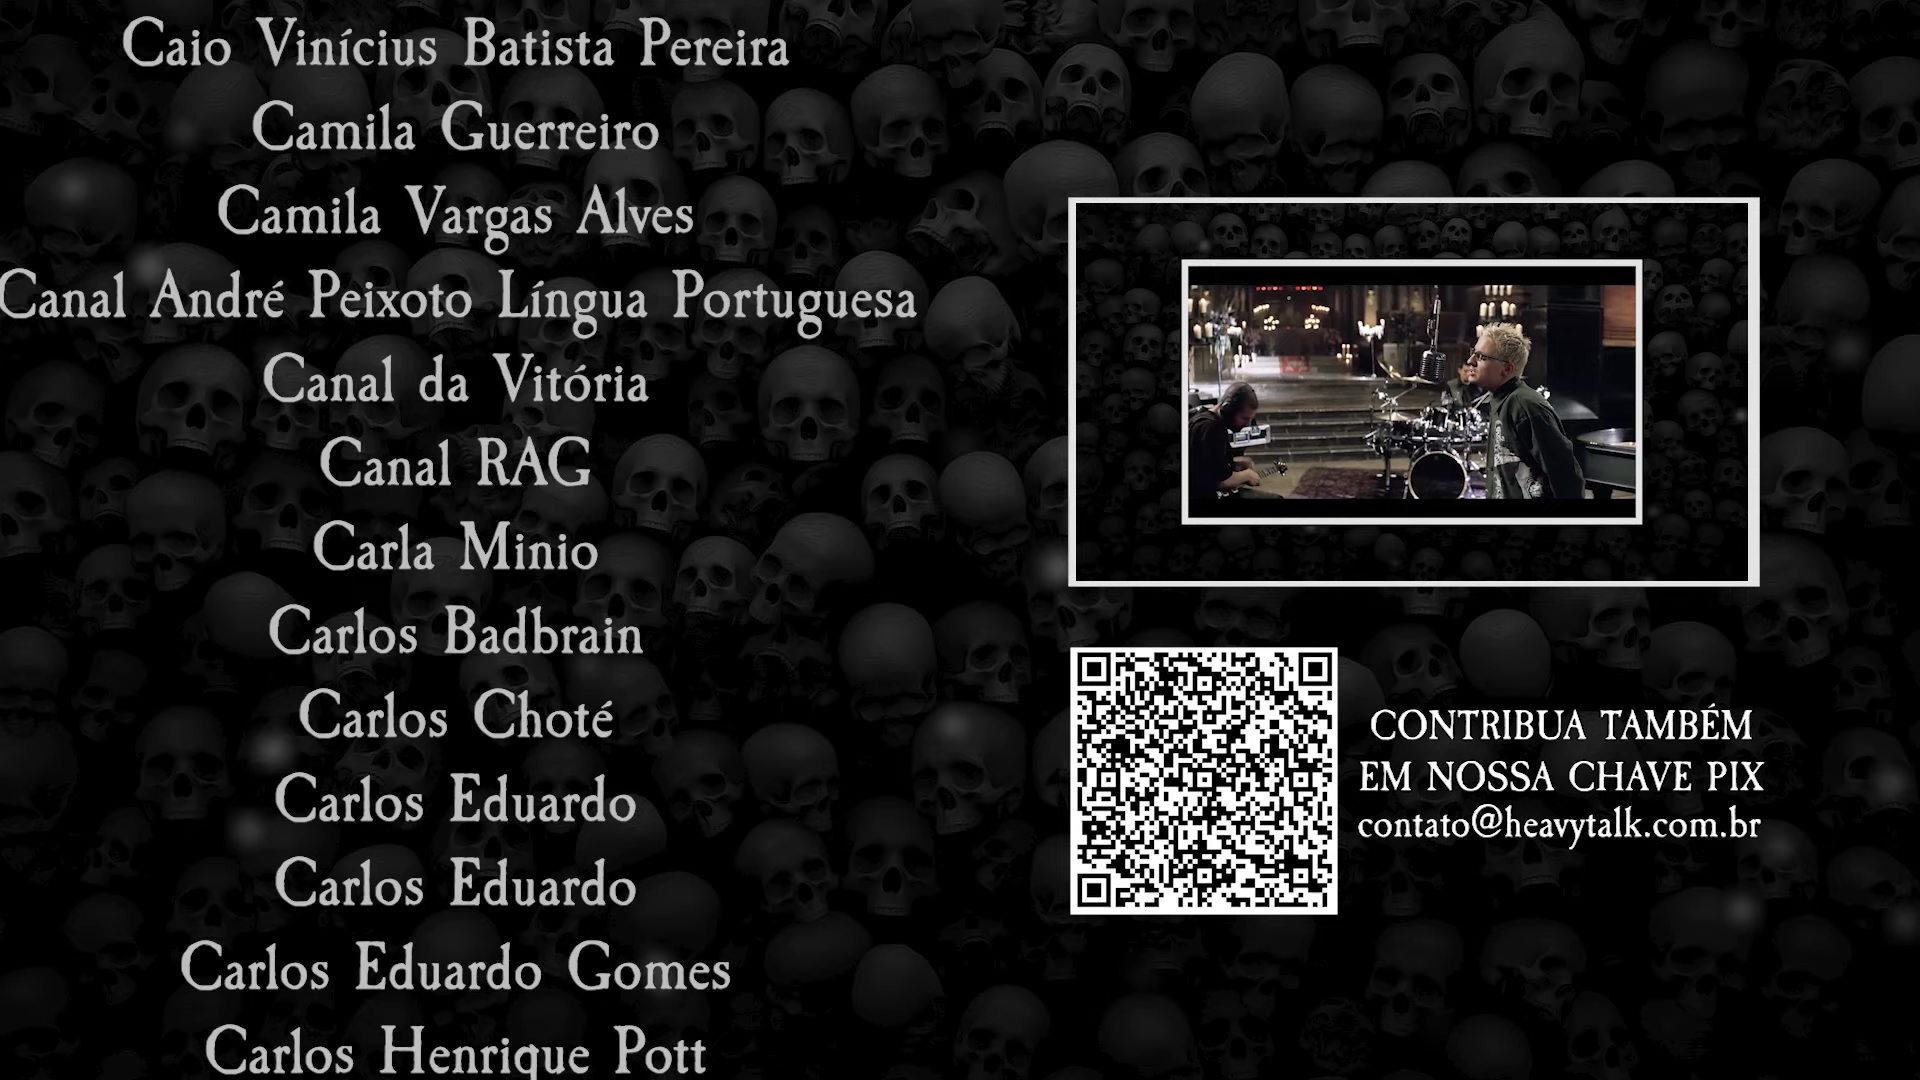 Caio Vinícius Batista Pereira
Camila Guerreiro
Camila Vargas Alves
Canal André Peixoto Língua Portuguesa
Canal da Vitória
Canal RAG
Carla Minio
Carlos Badbrain
Carlos Choté
Carlos Eduardo
Carlos Eduardo
Carlos Eduardo Gomes
Carlos Henrique Pott
CONTRIBUA TAMBÉM
EM NOSSA CHAVE PIX
contato@heavytalk.com.br